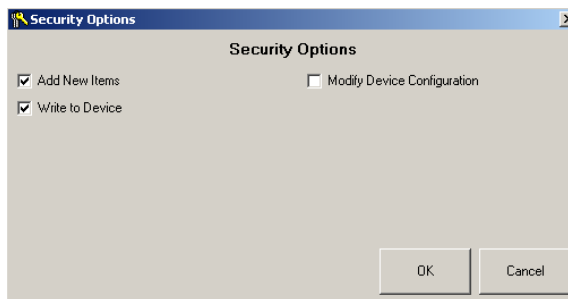 Security Options
Security Options
Add New Items
Modify Device Configuration
Write to Device
OK
Cancel